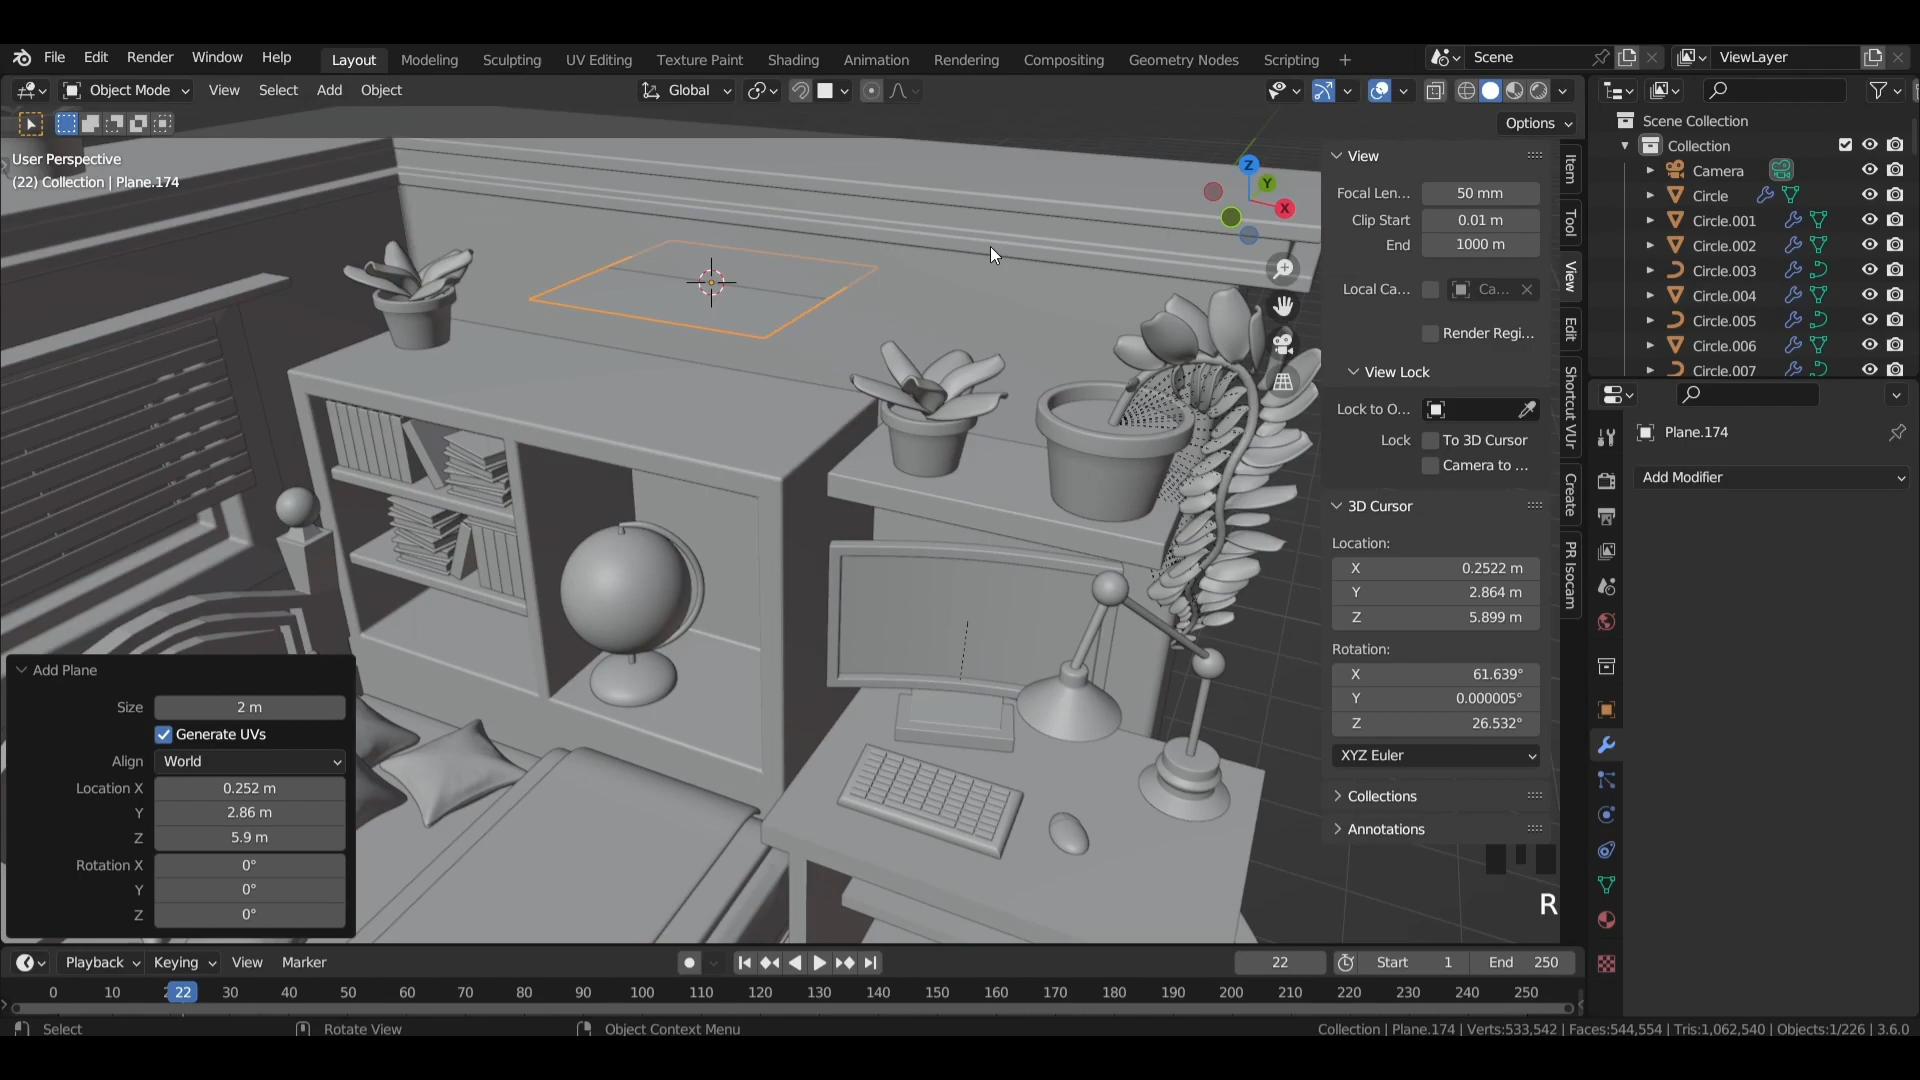 File Edit Render Window Help Layout Modeling Sculpting UV Editing Texture Paint Shading Animation Rendering Compositing Geometry Nodes Scripting + Scene ViewLayer
Object Mode View Select Add Object Global
Options
User Perspective
(22) Collection | Plane.174
Z
Y
X
View
Focal Len... 50 mm
Clip Start 0.01 m
End 1000 m
Local Ca... Ca...
Render Regi...
View Lock
Lock to O...
Lock To 3D Cursor
Camera to ...
3D Cursor
Location:
X 0.2522 m
Y 2.864 m
Z 5.899 m
Rotation:
X 61.639°
Y 0.000005°
Z 26.532°
XYZ Euler
Collections
Annotations
Item
Tool
View
Edit
Shortcut VUr
Create
PR Isocam
Scene Collection
Collection
Camera
Circle
Circle.001
Circle.002
Circle.003
Circle.004
Circle.005
Circle.006
Circle.007
Plane.174
Add Modifier
Add Plane
Size 2 m
Generate UVs
Align World
Location X 0.252 m
Y 2.86 m
Z 5.9 m
Rotation X 0°
Y 0°
Z 0°
R
Playback Keying View Marker 22 Start 1 End 250
0 10 22 30 40 50 60 70 80 90 100 110 120 130 140 150 160 170 180 190 200 210 220 230 240 250
Select Rotate View Object Context Menu Collection | Plane.174 | Verts:533,542 | Faces:544,554 | Tris:1,062,540 | Objects:1/226 | 3.6.0